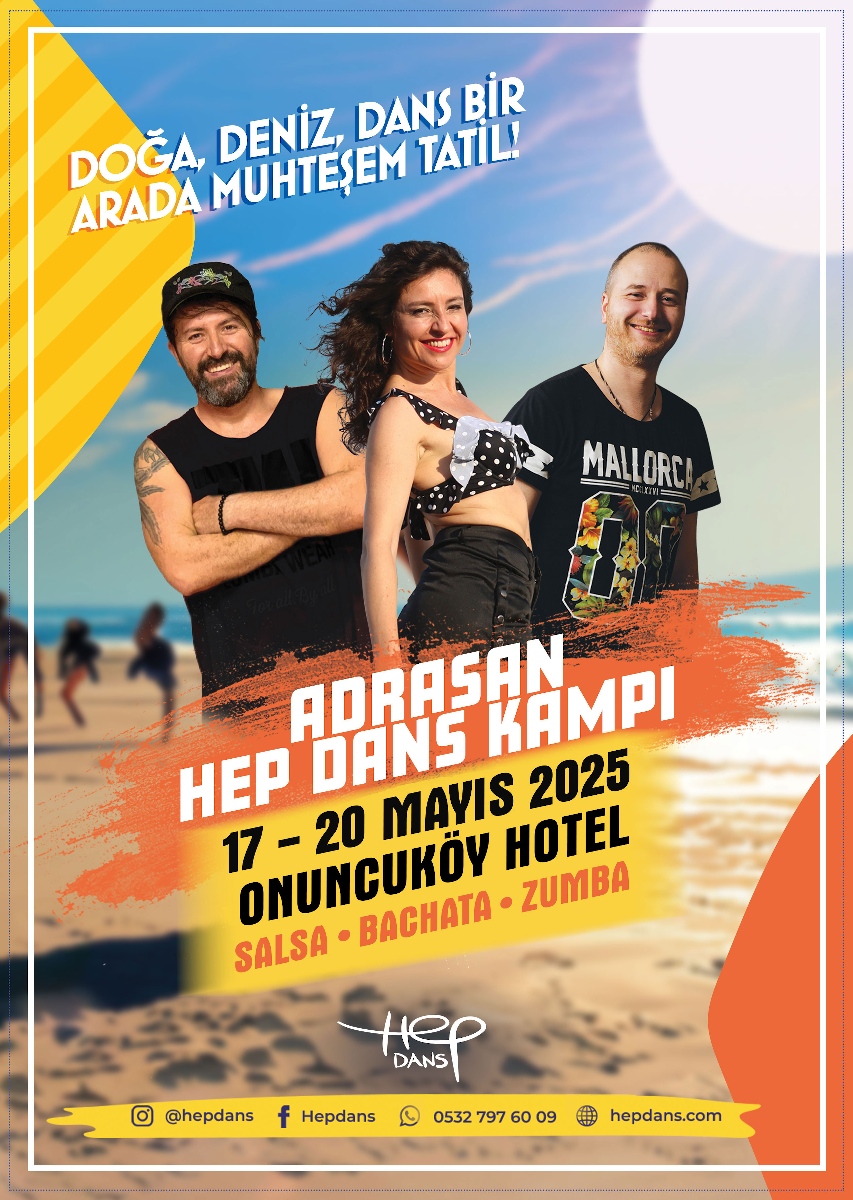 DOĞA, DENİZ, DANS BİR
ARADA MUHTEŞEM TATİL!
MALLORCA
80
ADRASAN
HEP DANS KAMPI
17 – 20 MAYIS 2025
ONUNCUKÖY HOTEL
SALSA • BACHATA • ZUMBA
Hep
DANS
@hepdans
Hepdans
0532 797 60 09
hepdans.com